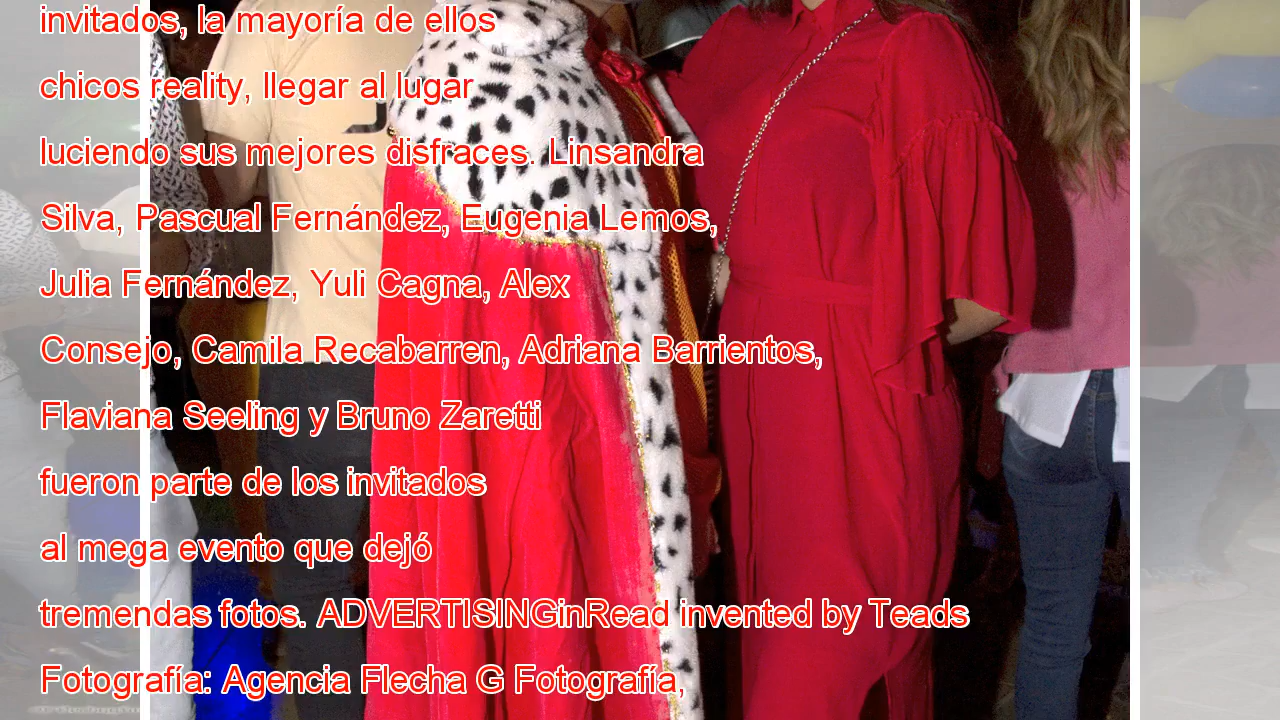 invitados, la mayoría de ellos
chicos reality, llegar al lugar
luciendo sus mejores disfraces. Linsandra
Silva, Pascual Fernández, Eugenia Lemos,
Julia Fernández, Yuli Cagna, Alex
Consejo, Camila Recabarren, Adriana Barrientos,
Flaviana Seeling y Bruno Zaretti
fueron parte de los invitados
al mega evento que dejó
tremendas fotos. ADVERTISINGinRead invented by Teads
Fotografía: Agencia Flecha G Fotografía,